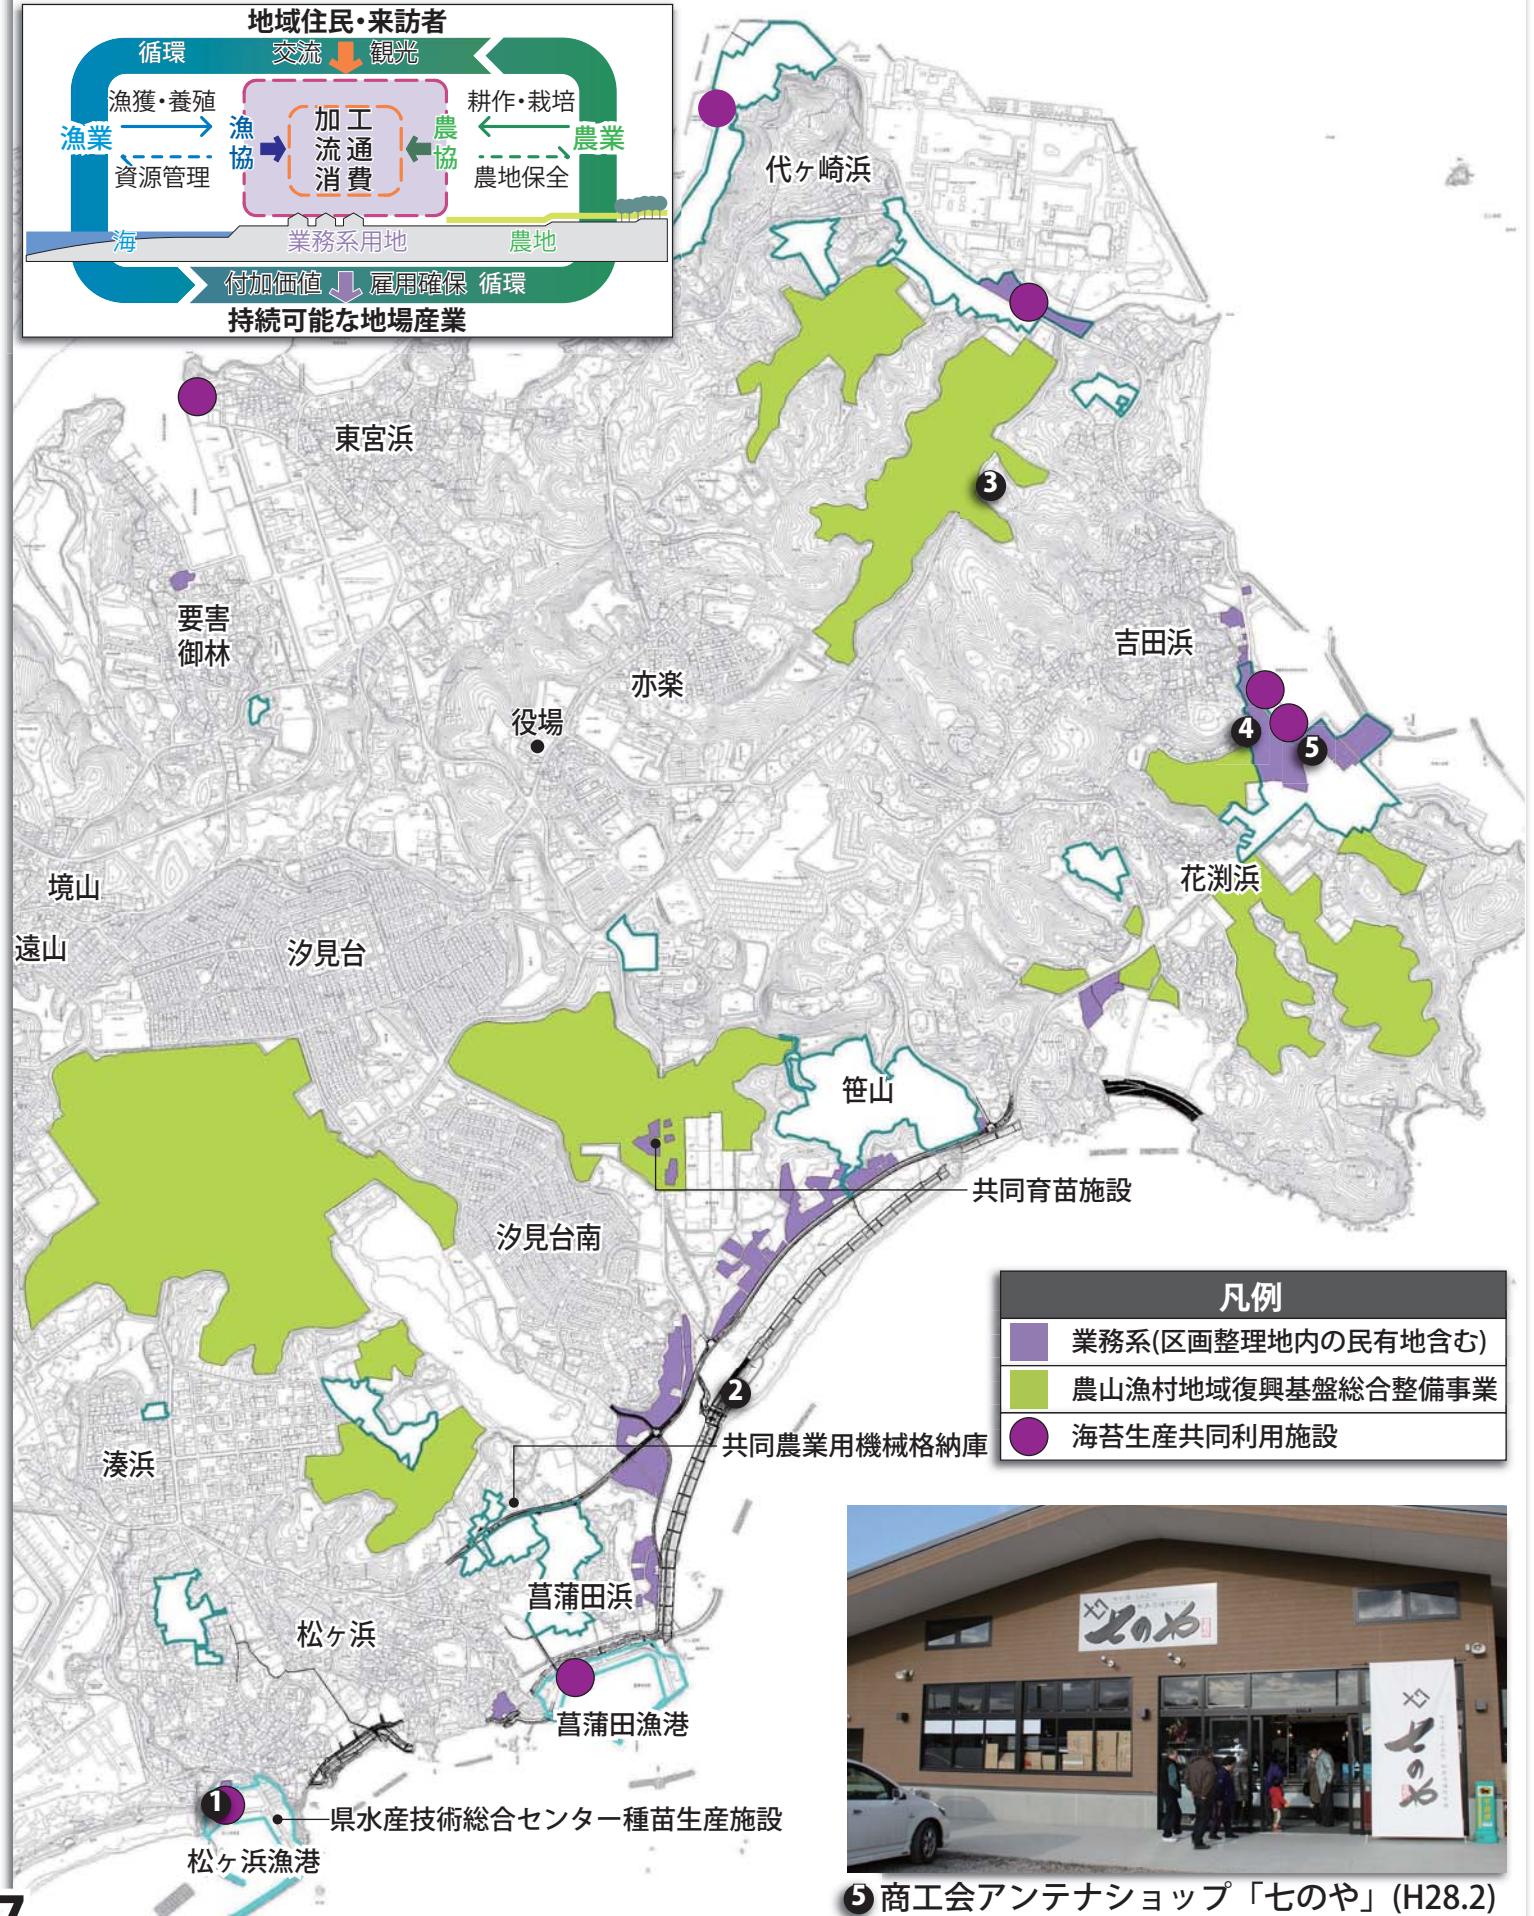 地域住民・来訪者
循環 交流 観光
漁獲・養殖
耕作・栽培
漁業
漁協
加工
流通
消費
農協
農業
資源管理
農地保全
海
業務系用地
農地
付加価値 雇用確保 循環
持続可能な地場産業
代ヶ崎浜
東宮浜
3
要害
御林
吉田浜
亦楽
役場
4
5
境山
花渕浜
遠山
汐見台
笹山
共同育苗施設
汐見台南
凡例
業務系(区画整理地内の民有地含む)
農山漁村地域復興基盤総合整備事業
海苔生産共同利用施設
2
共同農業用機械格納庫
湊浜
菖蒲田浜
松ヶ浜
菖蒲田漁港
1
県水産技術総合センター種苗生産施設
松ヶ浜漁港
七のや
七のや
5 商工会アンテナショップ「七のや」(H28.2)
7